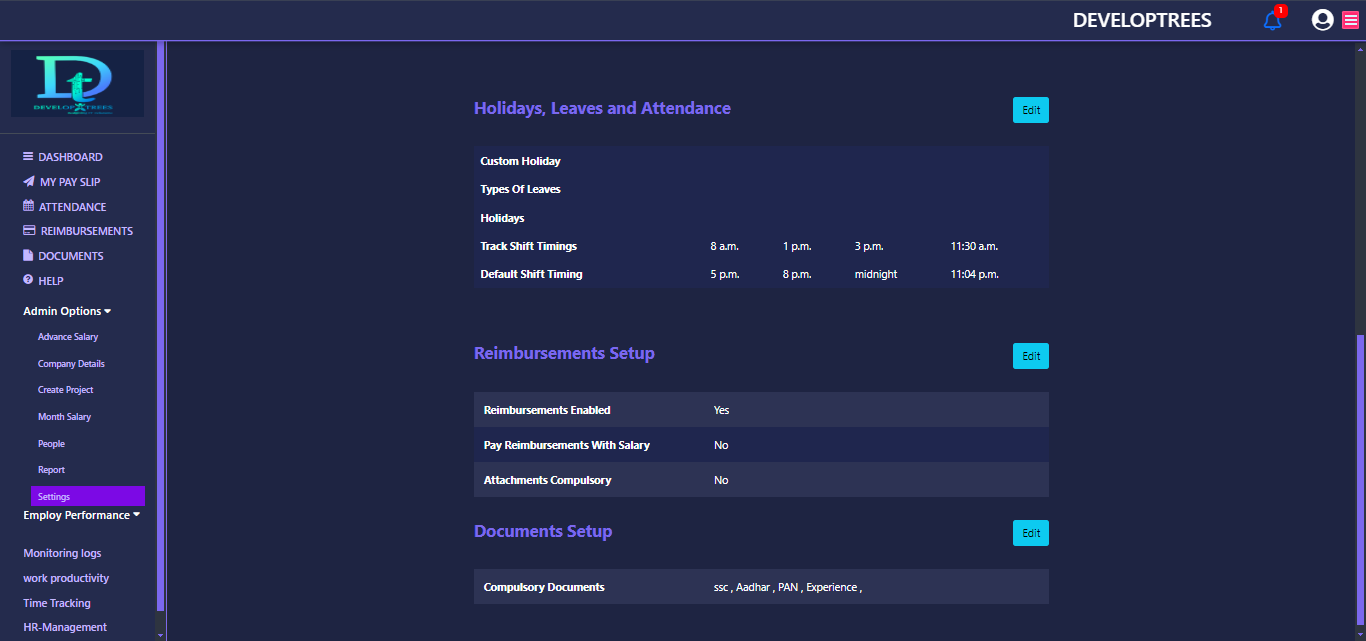 DEVELOPTREES
1
Dt
DEVELOPTREES
DASHBOARD
MY PAY SLIP
ATTENDANCE
REIMBURSEMENTS
DOCUMENTS
HELP
Admin Options
Advance Salary
Company Details
Create Project
Month Salary
People
Report
Settings
Employ Performance
Monitoring logs
work productivity
Time Tracking
HR-Management
Holidays, Leaves and Attendance
Edit
Custom Holiday
Types Of Leaves
Holidays
Track Shift Timings 8 a.m. 1 p.m. 3 p.m. 11:30 a.m.
Default Shift Timing 5 p.m. 8 p.m. midnight 11:04 p.m.
Reimbursements Setup
Edit
Reimbursements Enabled Yes
Pay Reimbursements With Salary No
Attachments Compulsory No
Documents Setup
Edit
Compulsory Documents ssc , Aadhar , PAN , Experience ,